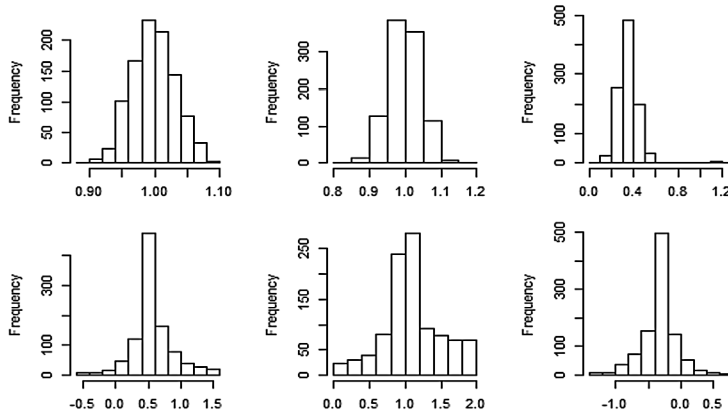 Frequency
0 50 100 150 200
0.90 1.00 1.10
Frequency
0 100 200 300
0.8 0.9 1.0 1.1 1.2
Frequency
0 100 300 500
0.0 0.4 0.8 1.2
Frequency
0 100 300
-0.5 0.0 0.5 1.0 1.5
Frequency
0 50 150 250
0.0 0.5 1.0 1.5 2.0
Frequency
0 100 300 500
-1.0 0.0 0.5